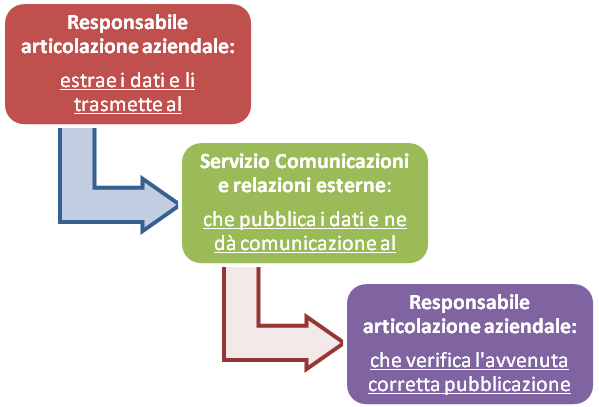 Responsabile
articolazione aziendale:
estrae i dati e li
trasmette al
Servizio Comunicazioni
e relazioni esterne:
che pubblica i dati e ne
dà comunicazione al
Responsabile
articolazione aziendale:
che verifica l'avvenuta
corretta pubblicazione